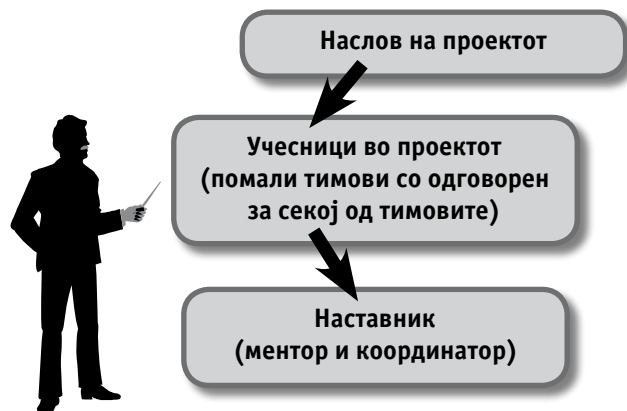 Наслов на проектот
Учесници во проектот
(помали тимови со одговорен
за секој од тимовите)
Наставник
(ментор и координатор)